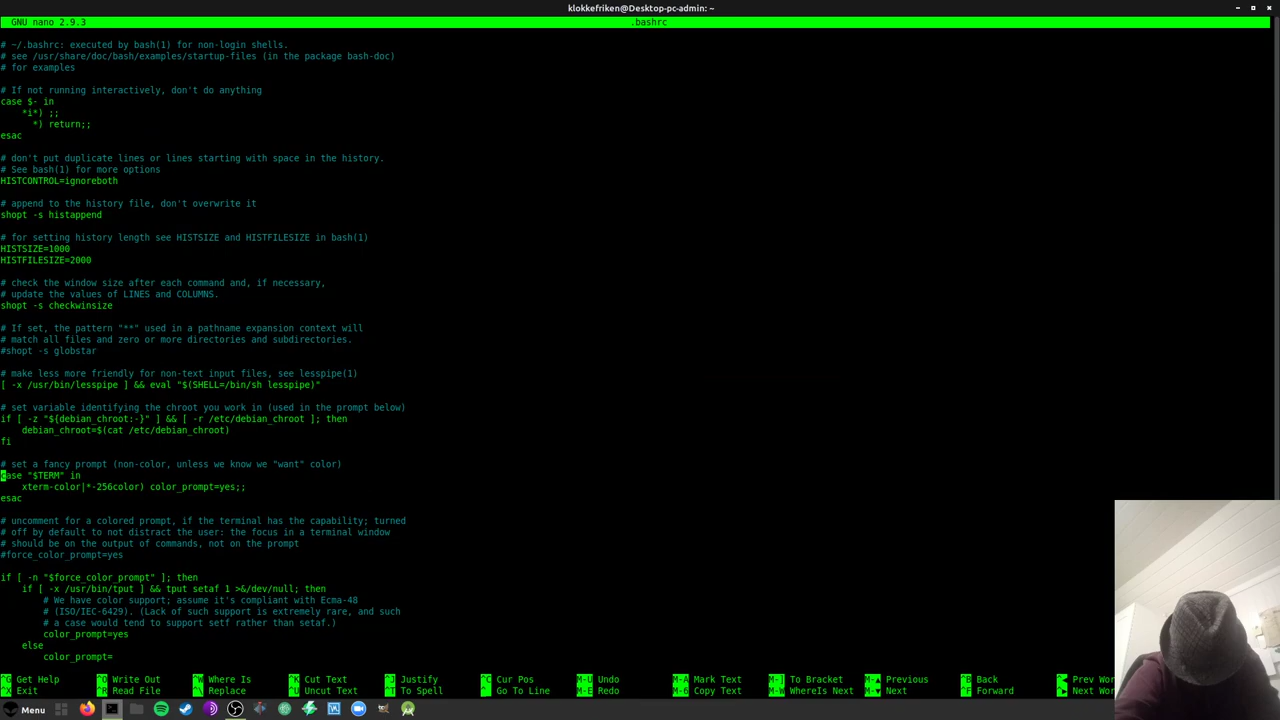 klokkefriken@Desktop-pc-admin: ~
GNU nano 2.9.3 .bashrc
# ~/.bashrc: executed by bash(1) for non-login shells.
# see /usr/share/doc/bash/examples/startup-files (in the package bash-doc)
# for examples
# If not running interactively, don't do anything
case $- in
*i*) ;;
*) return;;
esac
# don't put duplicate lines or lines starting with space in the history.
# See bash(1) for more options
HISTCONTROL=ignoreboth
# append to the history file, don't overwrite it
shopt -s histappend
# for setting history length see HISTSIZE and HISTFILESIZE in bash(1)
HISTSIZE=1000
HISTFILESIZE=2000
# check the window size after each command and, if necessary,
# update the values of LINES and COLUMNS.
shopt -s checkwinsize
# If set, the pattern "**" used in a pathname expansion context will
# match all files and zero or more directories and subdirectories.
#shopt -s globstar
# make less more friendly for non-text input files, see lesspipe(1)
[ -x /usr/bin/lesspipe ] && eval "$(SHELL=/bin/sh lesspipe)"
# set variable identifying the chroot you work in (used in the prompt below)
if [ -z "${debian_chroot:-}" ] && [ -r /etc/debian_chroot ]; then
debian_chroot=$(cat /etc/debian_chroot)
fi
# set a fancy prompt (non-color, unless we know we "want" color)
case "$TERM" in
xterm-color|*-256color) color_prompt=yes;;
esac
# uncomment for a colored prompt, if the terminal has the capability; turned
# off by default to not distract the user: the focus in a terminal window
# should be on the output of commands, not on the prompt
#force_color_prompt=yes
if [ -n "$force_color_prompt" ]; then
if [ -x /usr/bin/tput ] && tput setaf 1 >&/dev/null; then
# We have color support; assume it's compliant with Ecma-48
# (ISO/IEC-6429). (Lack of such support is extremely rare, and such
# a case would tend to support setf rather than setaf.)
color_prompt=yes
else
color_prompt=
^G Get Help ^O Write Out ^W Where Is ^K Cut Text ^J Justify ^C Cur Pos M-U Undo M-A Mark Text M-] To Bracket M-▲ Previous ^B Back Prev Wor
^X Exit ^R Read File ^\ Replace ^U Uncut Text ^T To Spell ^_ Go To Line M-E Redo M-6 Copy Text M-W WhereIs Next M-▼ Next ^F Forward Next Wor
Menu